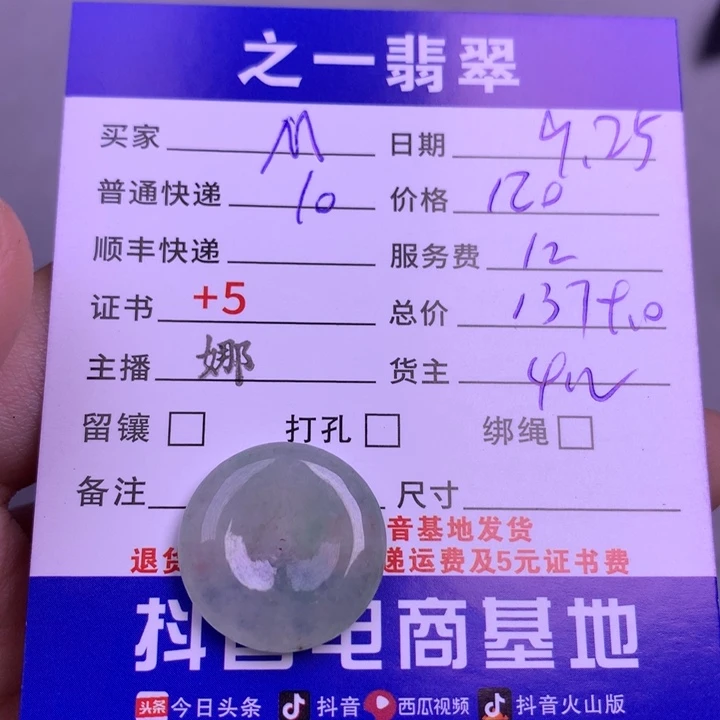 之一翡翠
买家 M 日期 9.25
普通快递 10 价格 120
顺丰快递 服务费 12
证书 +5 总价 137+10
主播 娜 货主
留镶 打孔 绑绳
备注 尺寸
音基地发货
退货 递运费及5元证书费
抖音电商基地
头条 今日头条 抖音 西瓜视频 抖音火山版